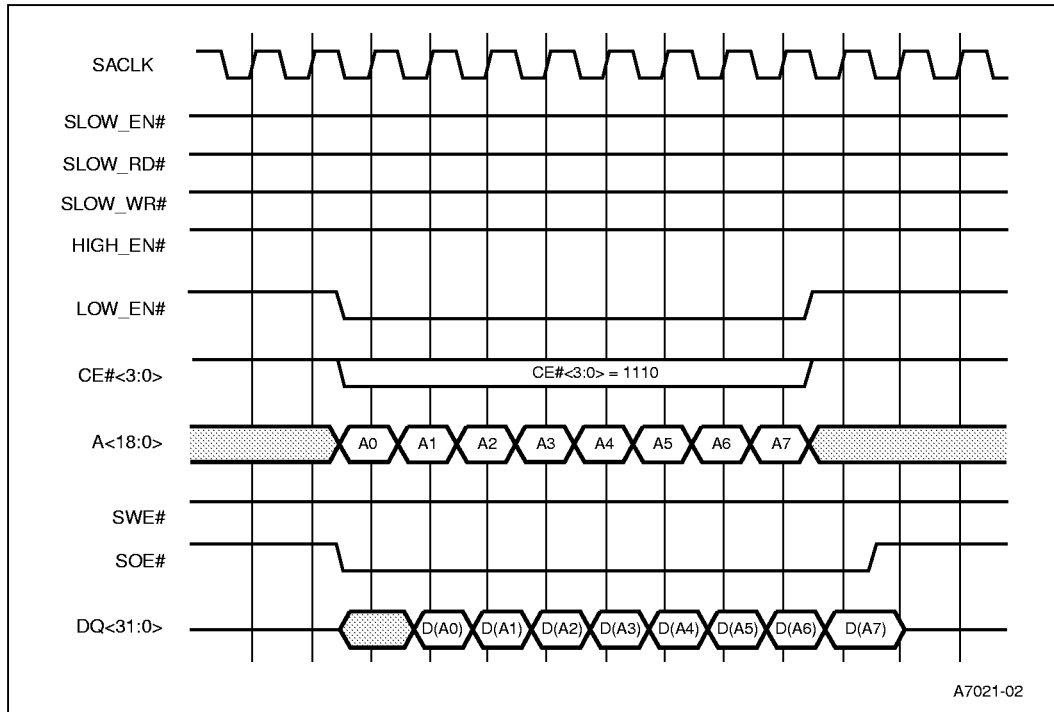 SACLK
SLOW_EN#
SLOW_RD#
SLOW_WR#
HIGH_EN#
LOW_EN#
CE#<3:0> CE#<3:0> = 1110
A<18:0> A0 A1 A2 A3 A4 A5 A6 A7
SWE#
SOE#
DQ<31:0> D(A0) D(A1) D(A2) D(A3) D(A4) D(A5) D(A6) D(A7)
A7021-02